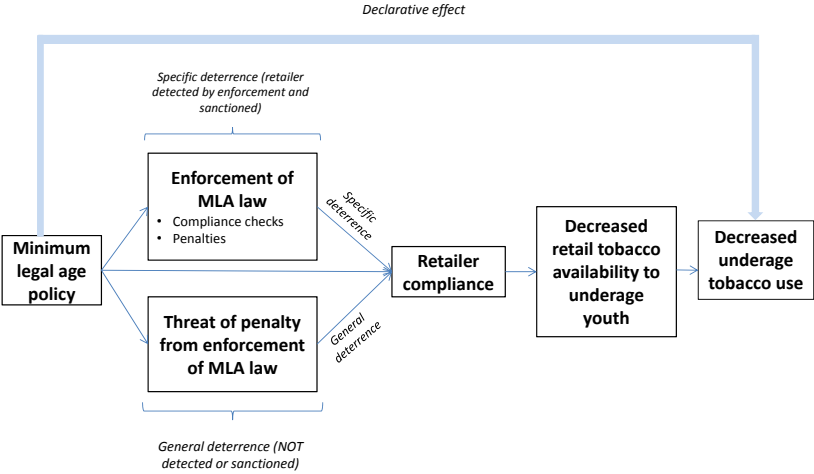 Declarative effect
Specific deterrence (retailer
detected by enforcement and
sanctioned)
Enforcement of
MLA law
• Compliance checks
• Penalties
Specific
deterrence
Minimum
legal age
policy
Retailer
compliance
Decreased
retail tobacco
availability to
underage
youth
Decreased
underage
tobacco use
Threat of penalty
from enforcement
of MLA law
General
deterrence
General deterrence (NOT
detected or sanctioned)